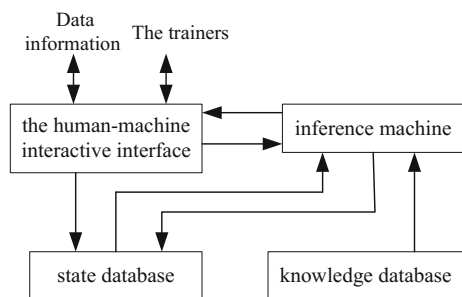 Data
information
The trainers
the human-machine
interactive interface
inference machine
state database
knowledge database